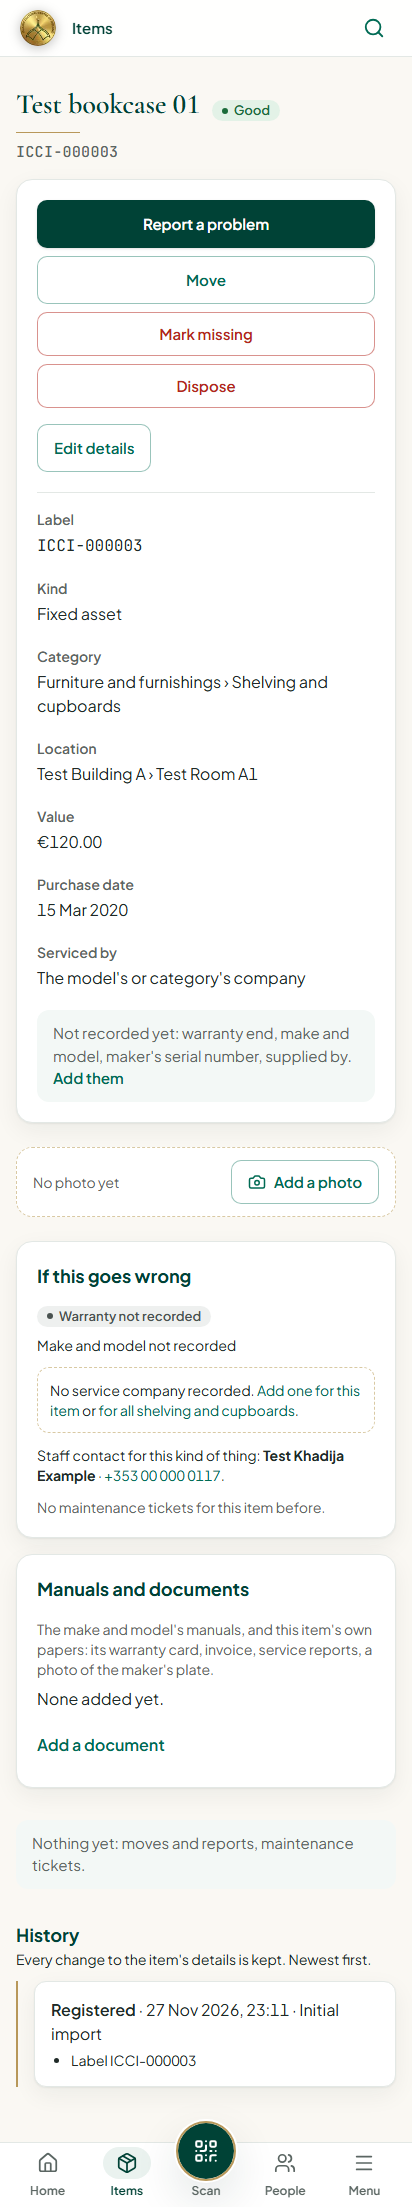 Items
Test bookcase 01
Good
ICCI-000003
Report a problem
Move
Mark missing
Dispose
Edit details
Label
ICCI-000003
Kind
Fixed asset
Category
Furniture and furnishings › Shelving and
cupboards
Location
Test Building A › Test Room A1
Value
€120.00
Purchase date
15 Mar 2020
Serviced by
The model's or category's company
Not recorded yet: warranty end, make and
model, maker's serial number, supplied by.
Add them
No photo yet
Add a photo
If this goes wrong
Warranty not recorded
Make and model not recorded
No service company recorded. Add one for this
item or for all shelving and cupboards.
Staff contact for this kind of thing: Test Khadija
Example · +353 00 000 0117.
No maintenance tickets for this item before.
Manuals and documents
The make and model's manuals, and this item's own
papers: its warranty card, invoice, service reports, a
photo of the maker's plate.
None added yet.
Add a document
Nothing yet: moves and reports, maintenance
tickets.
History
Every change to the item's details is kept. Newest first.
Registered · 27 Nov 2026, 23:11 · Initial
import
• Label ICCI-000003
Home
Items
Scan
People
Menu